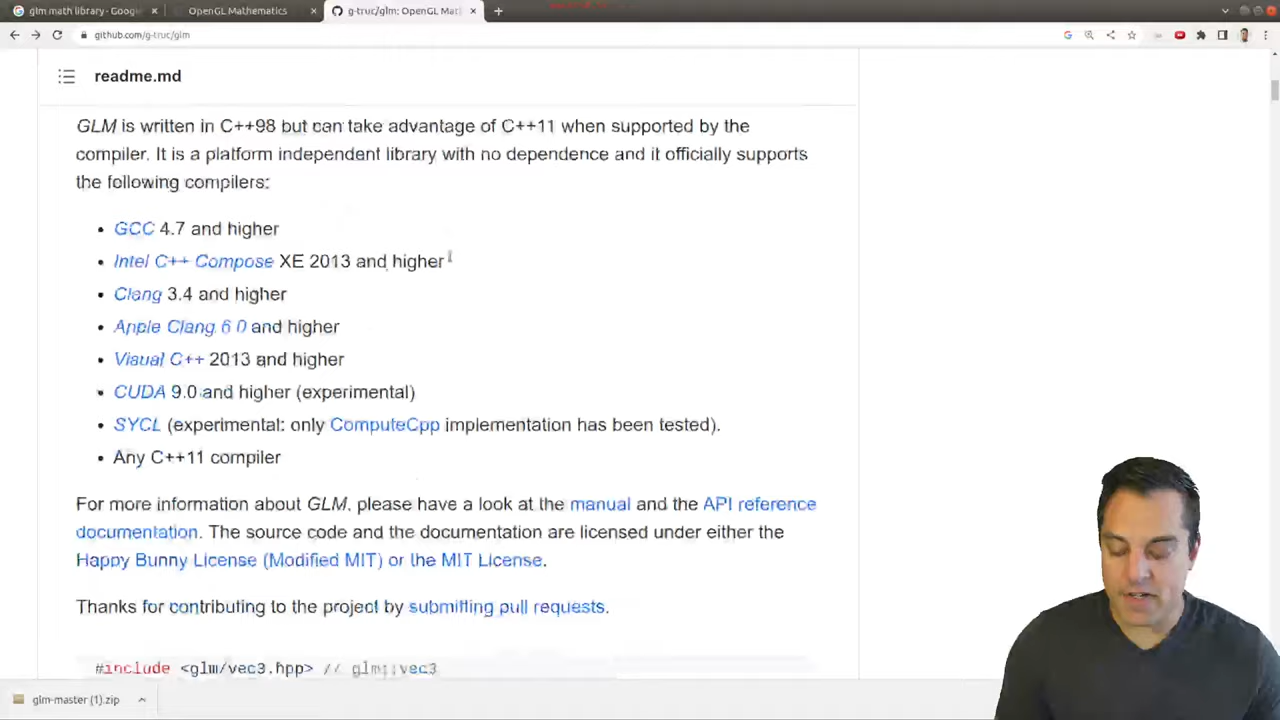 glm math library - Googl
OpenGL Mathematics
g-truc/glm: OpenGL Mat
github.com/g-truc/glm
readme.md
GLM is written in C++98 but can take advantage of C++11 when supported by the
compiler. It is a platform independent library with no dependence and it officially supports
the following compilers:
GCC 4.7 and higher
Intel C++ Compose XE 2013 and higher
Clang 3.4 and higher
Apple Clang 6.0 and higher
Visual C++ 2013 and higher
CUDA 9.0 and higher (experimental)
SYCL (experimental: only ComputeCpp implementation has been tested).
Any C++11 compiler
For more information about GLM, please have a look at the manual and the API reference
documentation. The source code and the documentation are licensed under either the
Happy Bunny License (Modified MIT) or the MIT License.
Thanks for contributing to the project by submitting pull requests.
#include <glm/vec3.hpp> // glm::vec3
glm-master (1).zip